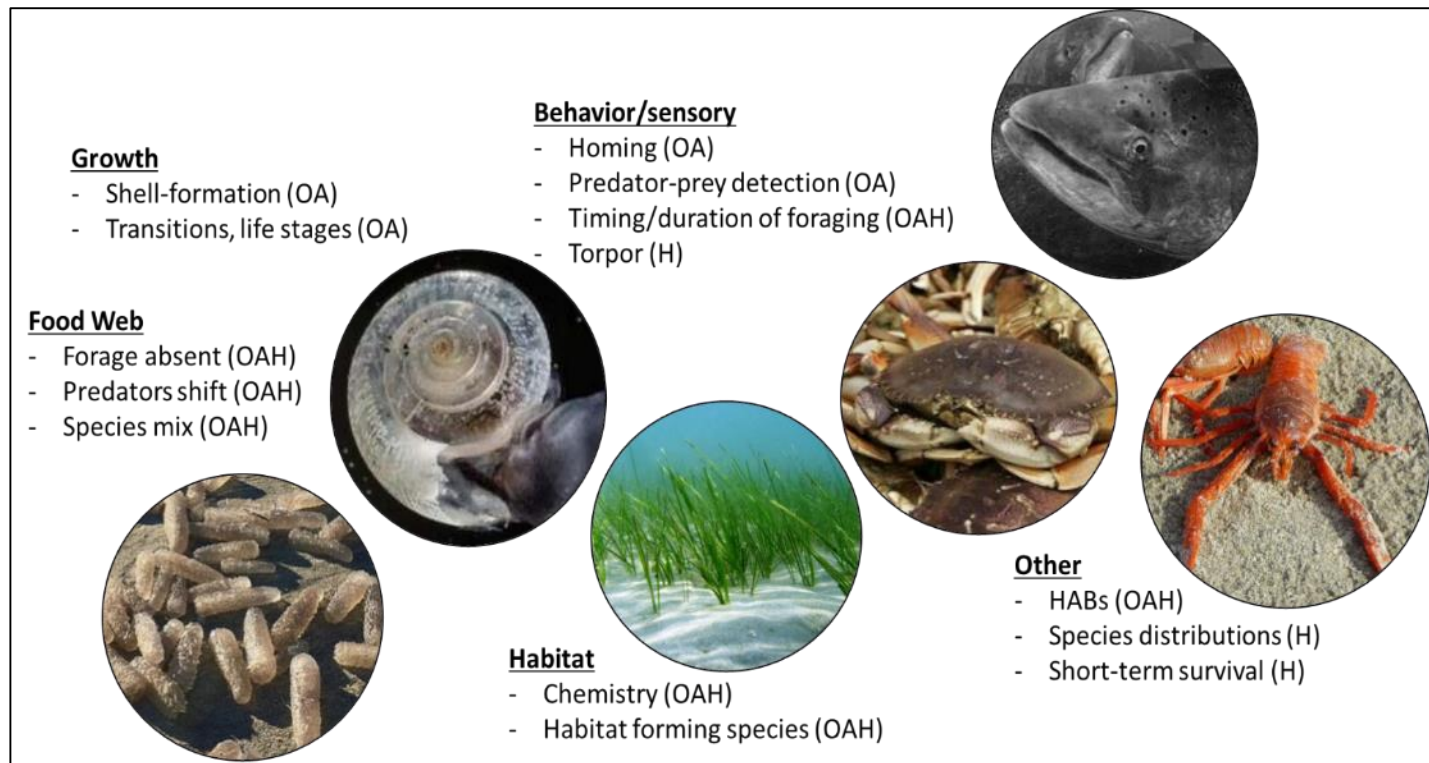 Growth
- Shell-formation (OA)
- Transitions, life stages (OA)
Behavior/sensory
- Homing (OA)
- Predator-prey detection (OA)
- Timing/duration of foraging (OAH)
- Torpor (H)
Food Web
- Forage absent (OAH)
- Predators shift (OAH)
- Species mix (OAH)
Habitat
- Chemistry (OAH)
- Habitat forming species (OAH)
Other
- HABs (OAH)
- Species distributions (H)
- Short-term survival (H)